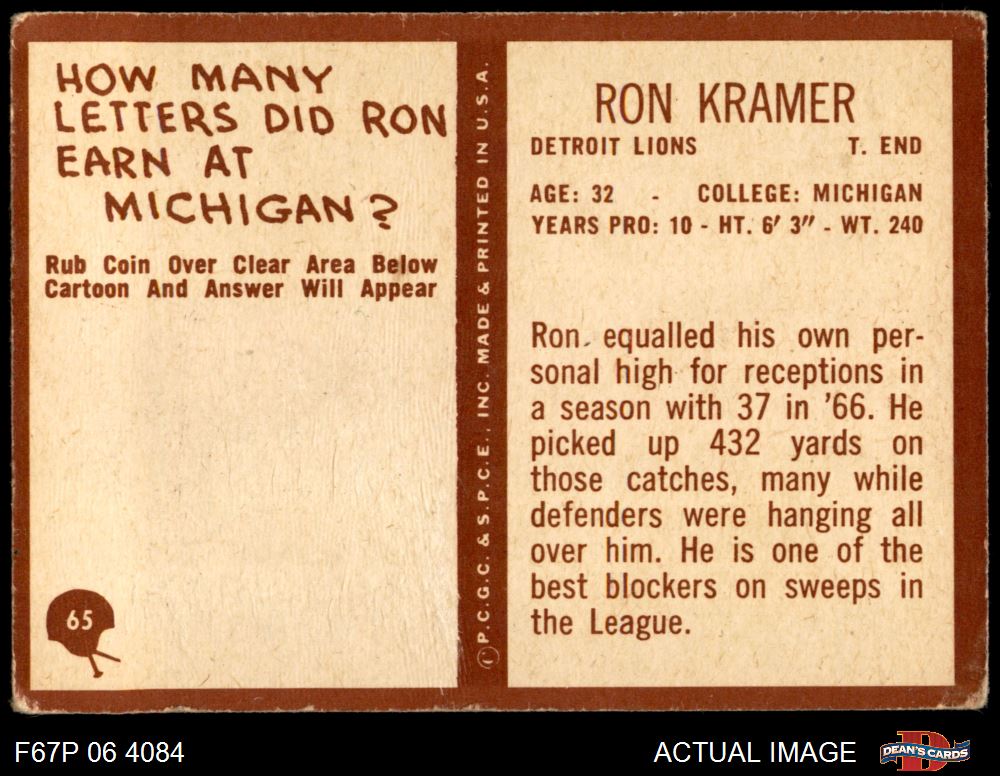 HOW MANY
LETTERS DID RON
EARN AT
MICHIGAN?
Rub Coin Over Clear Area Below
Cartoon And Answer Will Appear
65
© P.C.G.C. & S.P.C.E., INC. MADE & PRINTED IN U.S.A.
RON KRAMER
DETROIT LIONS T. END
AGE: 32 - COLLEGE: MICHIGAN
YEARS PRO: 10 - HT. 6' 3" - WT. 240
Ron equalled his own per-
sonal high for receptions in
a season with 37 in '66. He
picked up 432 yards on
those catches, many while
defenders were hanging all
over him. He is one of the
best blockers on sweeps in
the League.
F67P 06 4084
ACTUAL IMAGE
D
DEAN'S CARDS